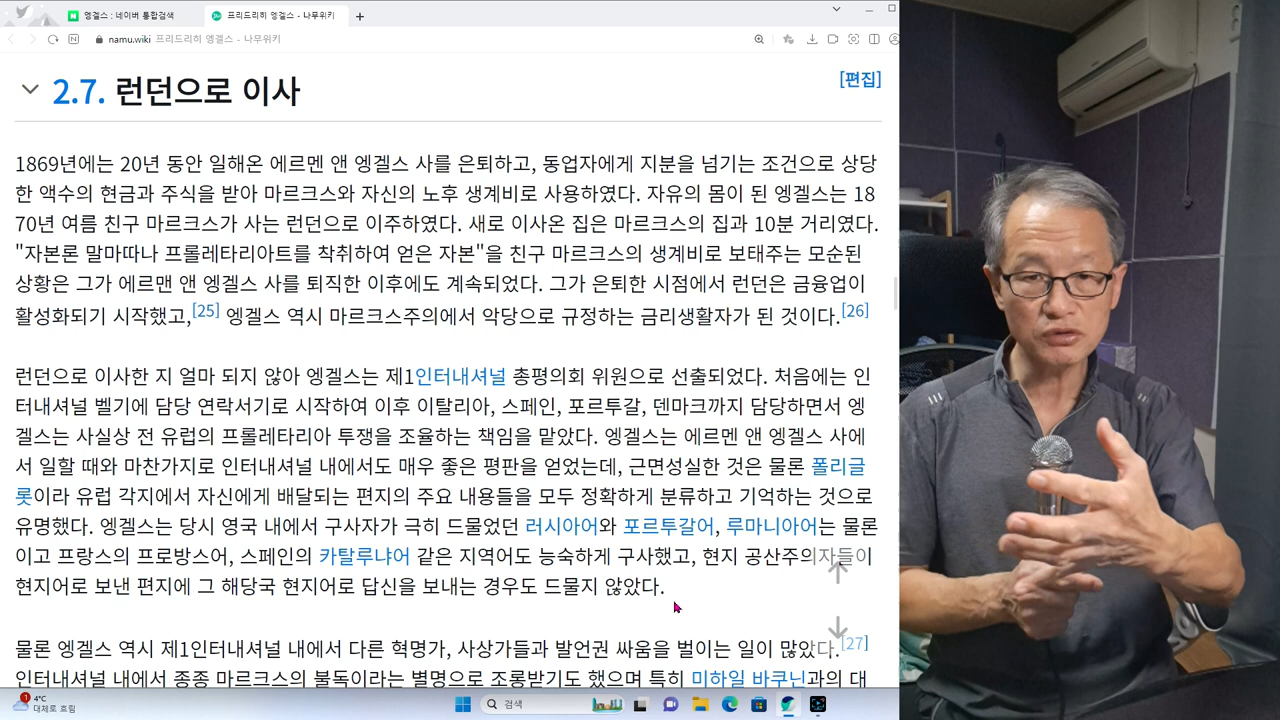 엥겔스 : 네이버 통합검색
프리드리히 엥겔스 - 나무위키
namu.wiki 프리드리히 엥겔스 - 나무위키
2.7. 런던으로 이사
[편집]
1869년에는 20년 동안 일해온 에르멘 앤 엥겔스 사를 은퇴하고, 동업자에게 지분을 넘기는 조건으로 상당
한 액수의 현금과 주식을 받아 마르크스와 자신의 노후 생계비로 사용하였다. 자유의 몸이 된 엥겔스는 18
70년 여름 친구 마르크스가 사는 런던으로 이주하였다. 새로 이사온 집은 마르크스의 집과 10분 거리였다.
"자본론 말마따나 프롤레타리아트를 착취하여 얻은 자본"을 친구 마르크스의 생계비로 보태주는 모순된
상황은 그가 에르맨 앤 엥겔스 사를 퇴직한 이후에도 계속되었다. 그가 은퇴한 시점에서 런던은 금융업이
활성화되기 시작했고,[25] 엥겔스 역시 마르크스주의에서 악당으로 규정하는 금리생활자가 된 것이다.[26]
런던으로 이사한 지 얼마 되지 않아 엥겔스는 제1인터내셔널 총평의회 위원으로 선출되었다. 처음에는 인
터내셔널 벨기에 담당 연락서기로 시작하여 이후 이탈리아, 스페인, 포르투갈, 덴마크까지 담당하면서 엥
겔스는 사실상 전 유럽의 프롤레타리아 투쟁을 조율하는 책임을 맡았다. 엥겔스는 에르멘 앤 엥겔스 사에
서 일할 때와 마찬가지로 인터내셔널 내에서도 매우 좋은 평판을 얻었는데, 근면성실한 것은 물론 폴리글
롯이라 유럽 각지에서 자신에게 배달되는 편지의 주요 내용들을 모두 정확하게 분류하고 기억하는 것으로
유명했다. 엥겔스는 당시 영국 내에서 구사자가 극히 드물었던 러시아어와 포르투갈어, 루마니아어는 물론
이고 프랑스의 프로방스어, 스페인의 카탈루냐어 같은 지역어도 능숙하게 구사했고, 현지 공산주의자들이
현지어로 보낸 편지에 그 해당국 현지어로 답신을 보내는 경우도 드물지 않았다.
물론 엥겔스 역시 제1인터내셔널 내에서 다른 혁명가, 사상가들과 발언권 싸움을 벌이는 일이 많았다.[27]
인터내셔널 내에서 종종 마르크스의 불독이라는 별명으로 조롱받기도 했으며 특히 미하일 바쿠닌과의 대
1
4°C
대체로 흐림
검색